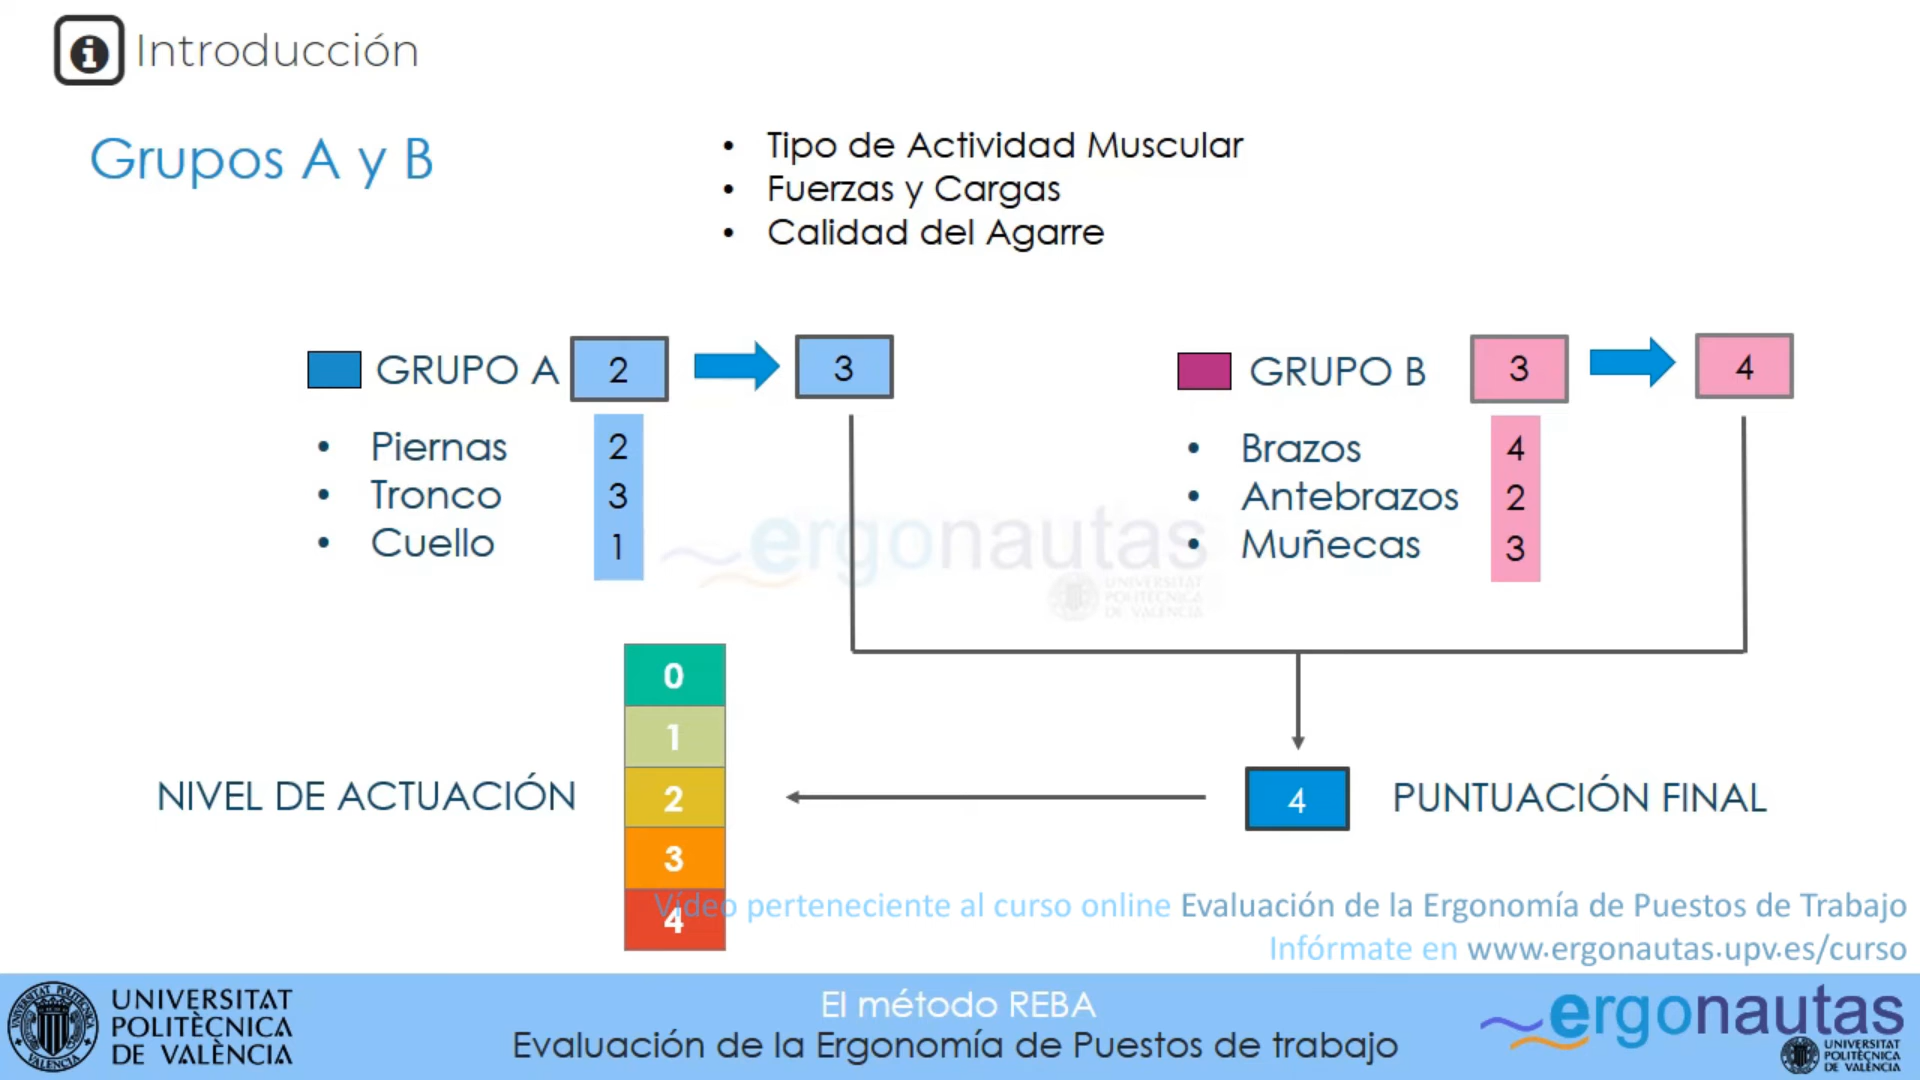 Introducción
Grupos A y B
• Tipo de Actividad Muscular
• Fuerzas y Cargas
• Calidad del Agarre
GRUPO A 2 3
• Piernas 2
• Tronco 3
• Cuello 1
GRUPO B 3 4
• Brazos 4
• Antebrazos 2
• Muñecas 3
ergonautas
UNIVERSITAT
POLITÈCNICA
DE VALÈNCIA
NIVEL DE ACTUACIÓN
0
1
2
3
4
4 PUNTUACIÓN FINAL
Vídeo perteneciente al curso online Evaluación de la Ergonomía de Puestos de Trabajo
Infórmate en www.ergonautas.upv.es/curso
UNIVERSITAT
POLITÈCNICA
DE VALÈNCIA
El método REBA
Evaluación de la Ergonomía de Puestos de trabajo
ergonautas
UNIVERSITAT
POLITÈCNICA
DE VALÈNCIA